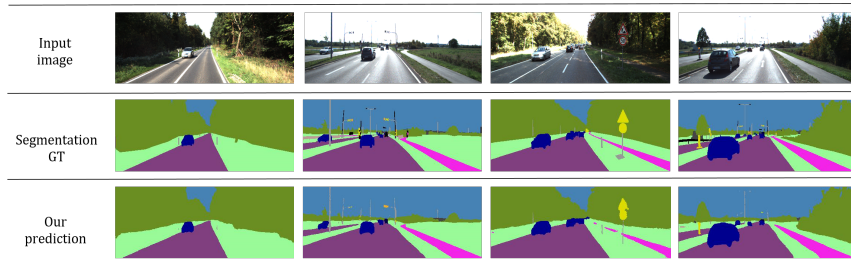 Input
image
Segmentation
GT
Our
prediction